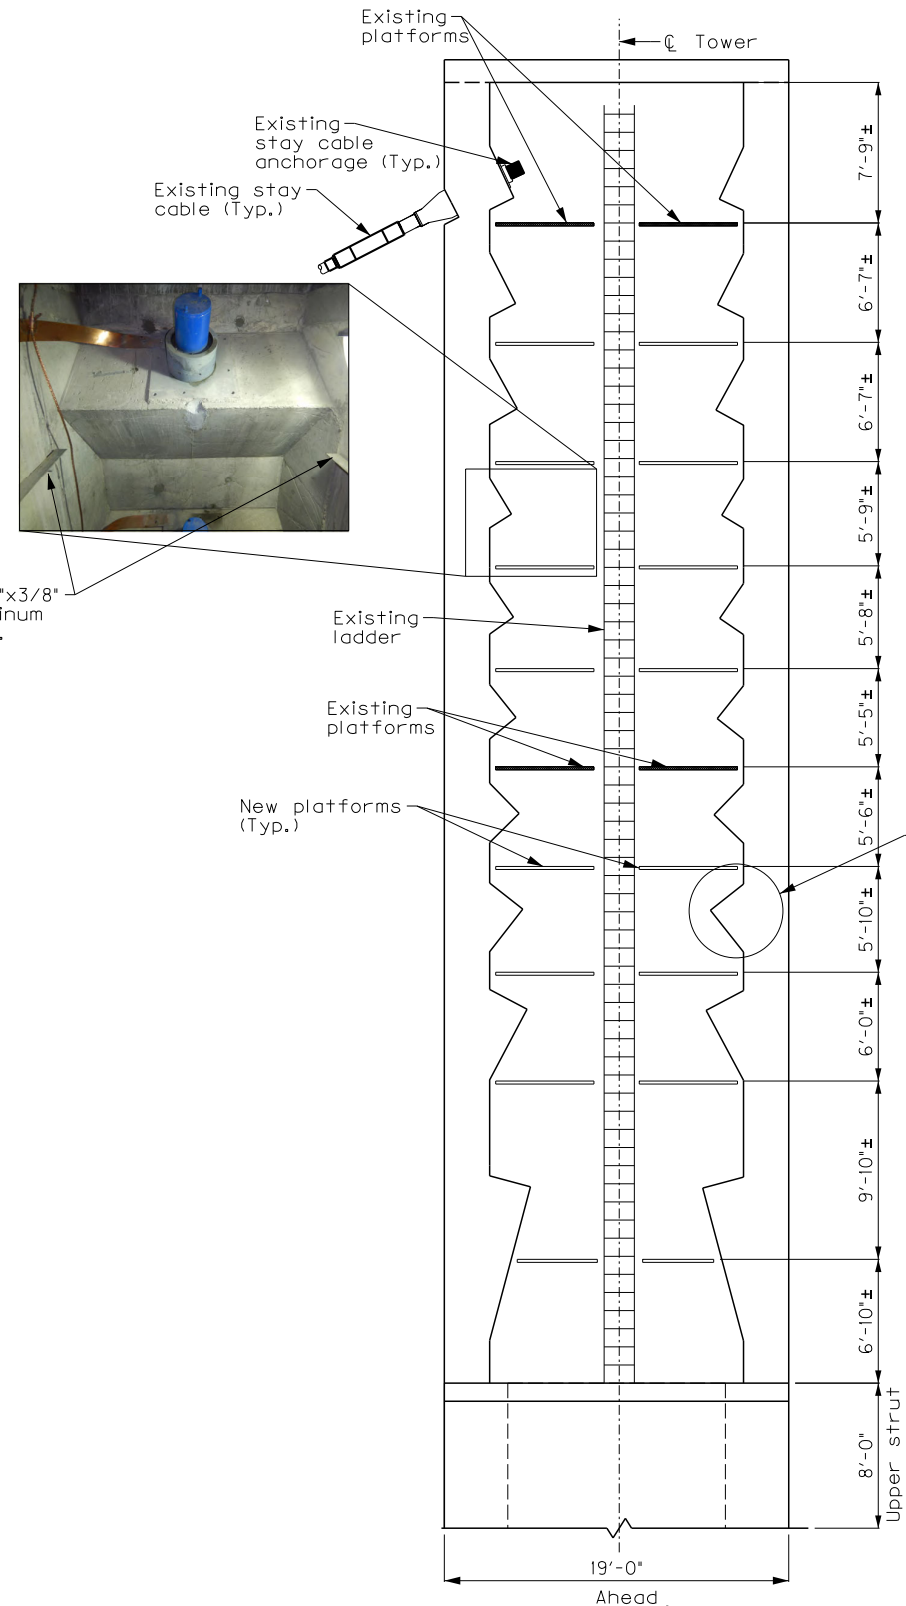 Existing
platforms
℄ Tower
Existing
stay cable
anchorage (Typ.)
Existing stay
cable (Typ.)
"x3/8"
inum
.
Existing
ladder
Existing
platforms
New platforms
(Typ.)
7'-9"±
6'-7"±
6'-7"±
5'-9"±
5'-8"±
5'-5"±
5'-6"±
5'-10"±
6'-0"±
9'-10"±
6'-10"±
8'-0"
Upper strut
19'-0"
Ahead